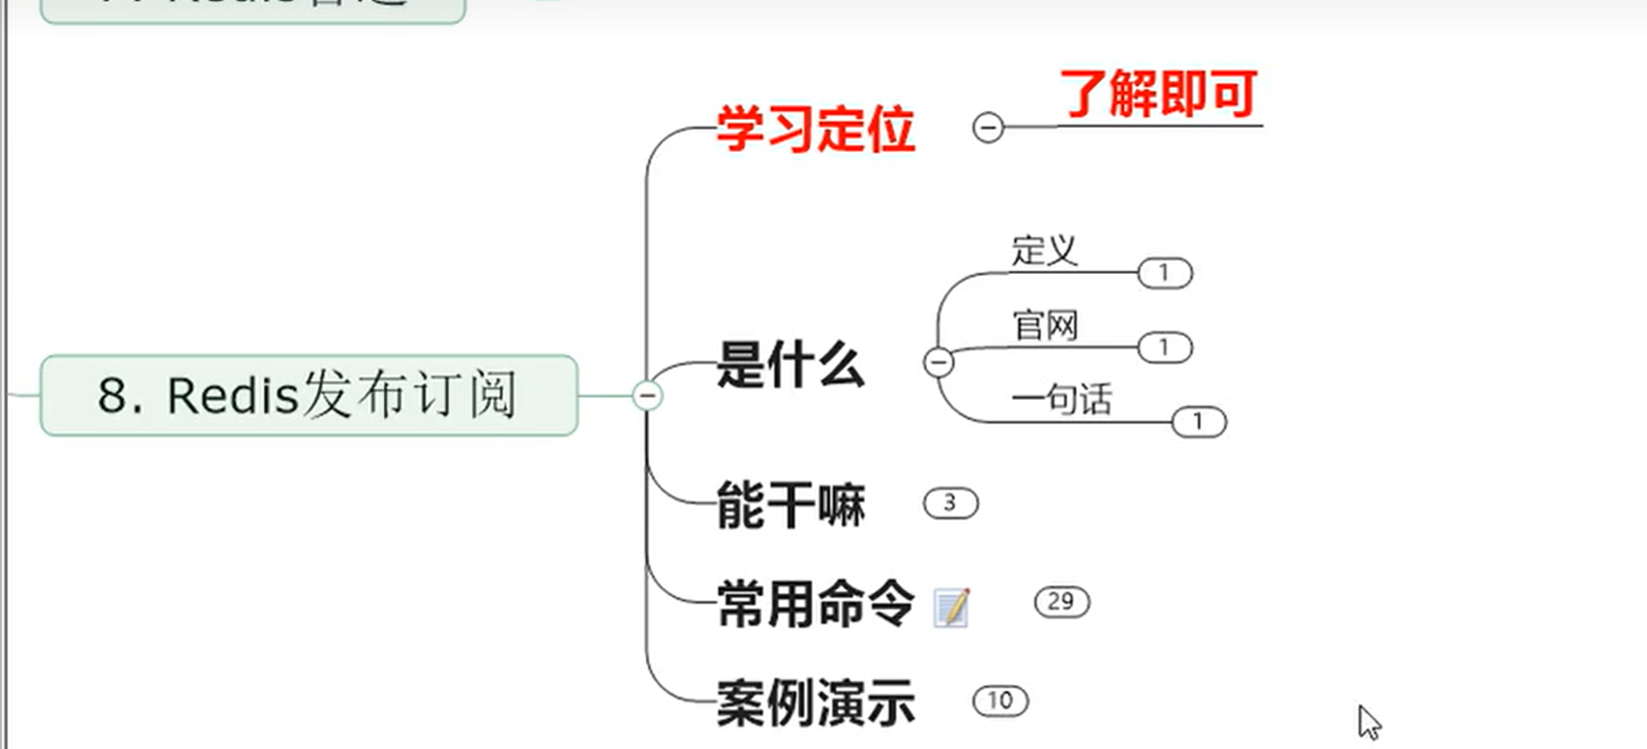 学习定位
了解即可
8. Redis发布订阅
是什么
定义
1
官网
1
一句话
1
能干嘛
3
常用命令
29
案例演示
10